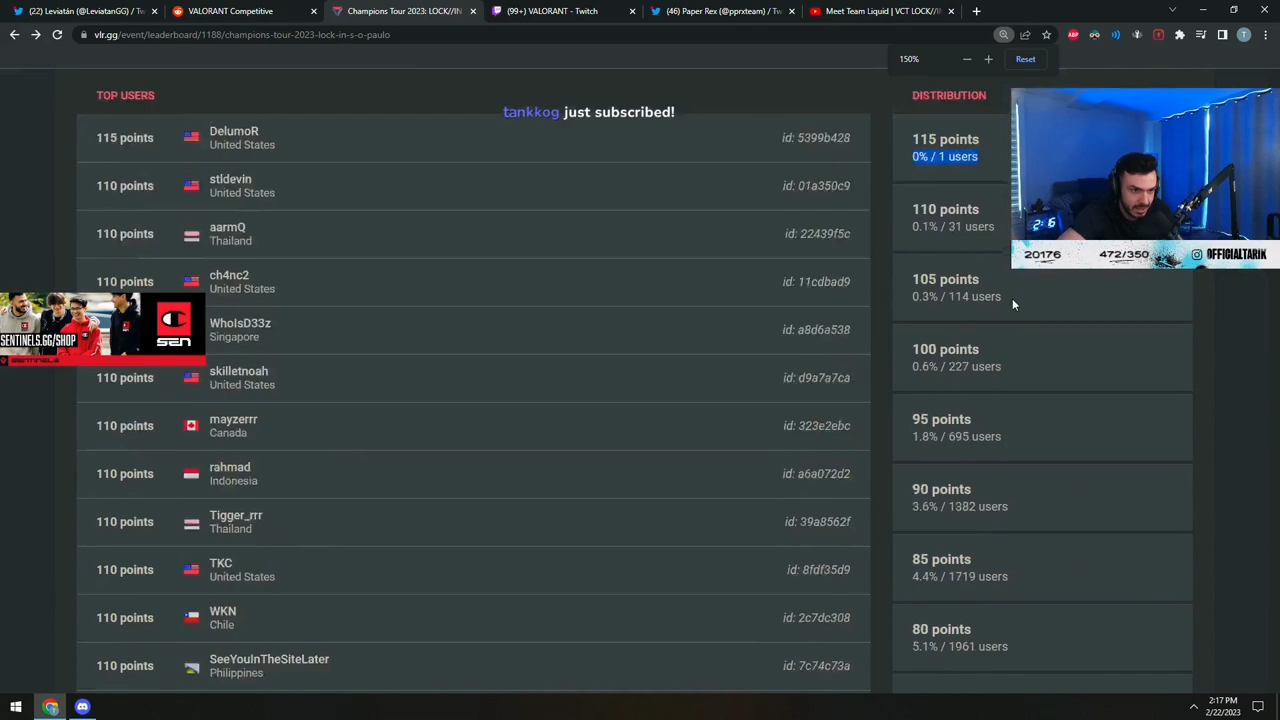 (22) Leviatán (@LeviatanGG) / T
VALORANT Competitive
Champions Tour 2023: LOCK//IN
(99+) VALORANT - Twitch
(46) Paper Rex (@pprxteam) / Tw
Meet Team Liquid | VCT LOCK//I
vlr.gg/event/leaderboard/1188/champions-tour-2023-lock-in-s-o-paulo
150%
Reset
TOP USERS
DISTRIBUTION
tankkog just subscribed!
115 points
DelumoR
United States
id: 5399b428
110 points
stldevin
United States
id: 01a350c9
110 points
aarmQ
Thailand
id: 22439f5c
110 points
ch4nc2
United States
id: 11cdbad9
WhoIsD33z
Singapore
id: a8d6a538
110 points
skilletnoah
United States
id: d9a7a7ca
110 points
mayzerrr
Canada
id: 323e2ebc
110 points
rahmad
Indonesia
id: a6a072d2
110 points
Tigger_rrr
Thailand
id: 39a8562f
110 points
TKC
United States
id: 8fdf35d9
110 points
WKN
Chile
id: 2c7dc308
110 points
SeeYouInTheSiteLater
Philippines
id: 7c74c73a
115 points
0% / 1 users
110 points
0.1% / 31 users
105 points
0.3% / 114 users
100 points
0.6% / 227 users
95 points
1.8% / 695 users
90 points
3.6% / 1382 users
85 points
4.4% / 1719 users
80 points
5.1% / 1961 users
20176
472/350
OFFICIALTARIK
SENTINELS.GG/SHOP
SEN
SENTINELS
2:17 PM
2/22/2023